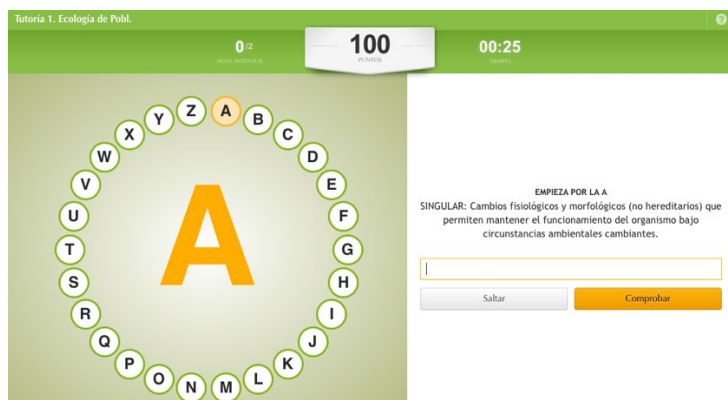 Tutoría 1. Ecología de Pobl.
?
0/2
NÚM. INTENTOS
100
PUNTOS
00:25
TIEMPO
A
B
C
D
E
F
G
H
I
J
K
L
M
N
O
P
Q
R
S
T
U
V
W
X
Y
Z
A
EMPIEZA POR LA A
SINGULAR: Cambios fisiológicos y morfológicos (no hereditarios) que
permiten mantener el funcionamiento del organismo bajo
circunstancias ambientales cambiantes.
Saltar
Comprobar